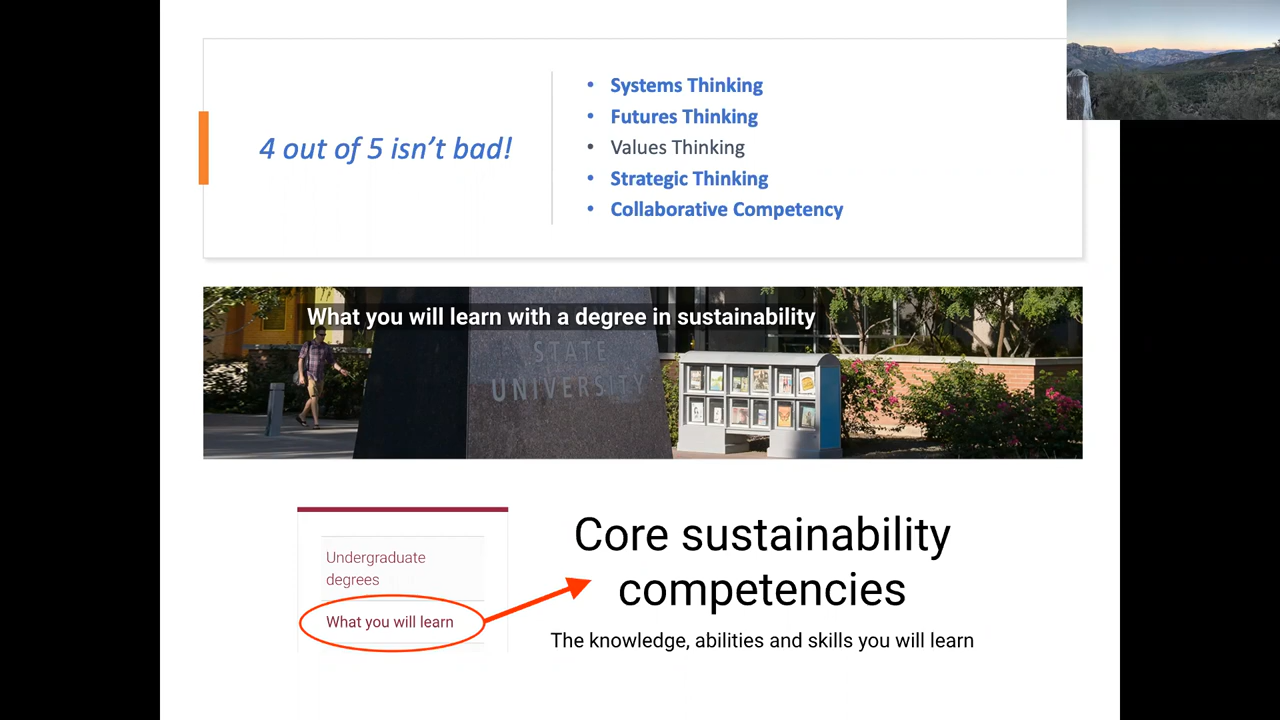 4 out of 5 isn't bad!
• Systems Thinking
• Futures Thinking
• Values Thinking
• Strategic Thinking
• Collaborative Competency
What you will learn with a degree in sustainability
STATE
UNIVERSITY
Undergraduate
degrees
What you will learn
Core sustainability
competencies
The knowledge, abilities and skills you will learn